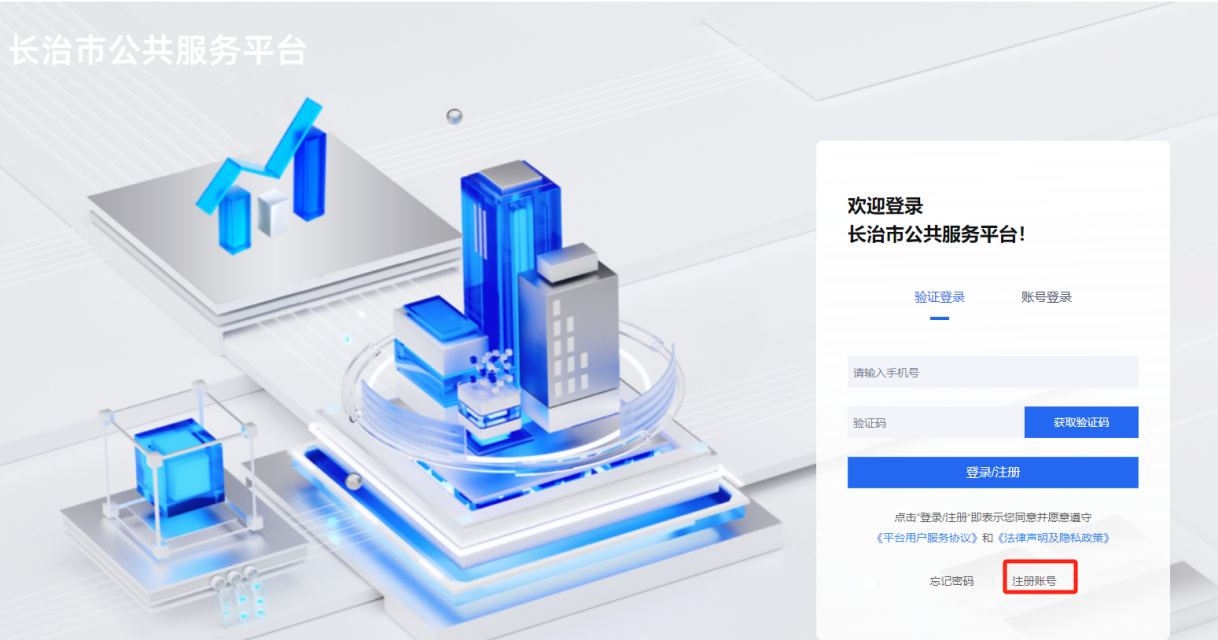 长治市公共服务平台
欢迎登录
长治市公共服务平台！
验证登录 账号登录
请输入手机号
验证码 获取验证码
登录/注册
点击“登录/注册”即表示您同意并愿意遵守
《平台用户服务协议》和《法律声明及隐私政策》
忘记密码 注册账号